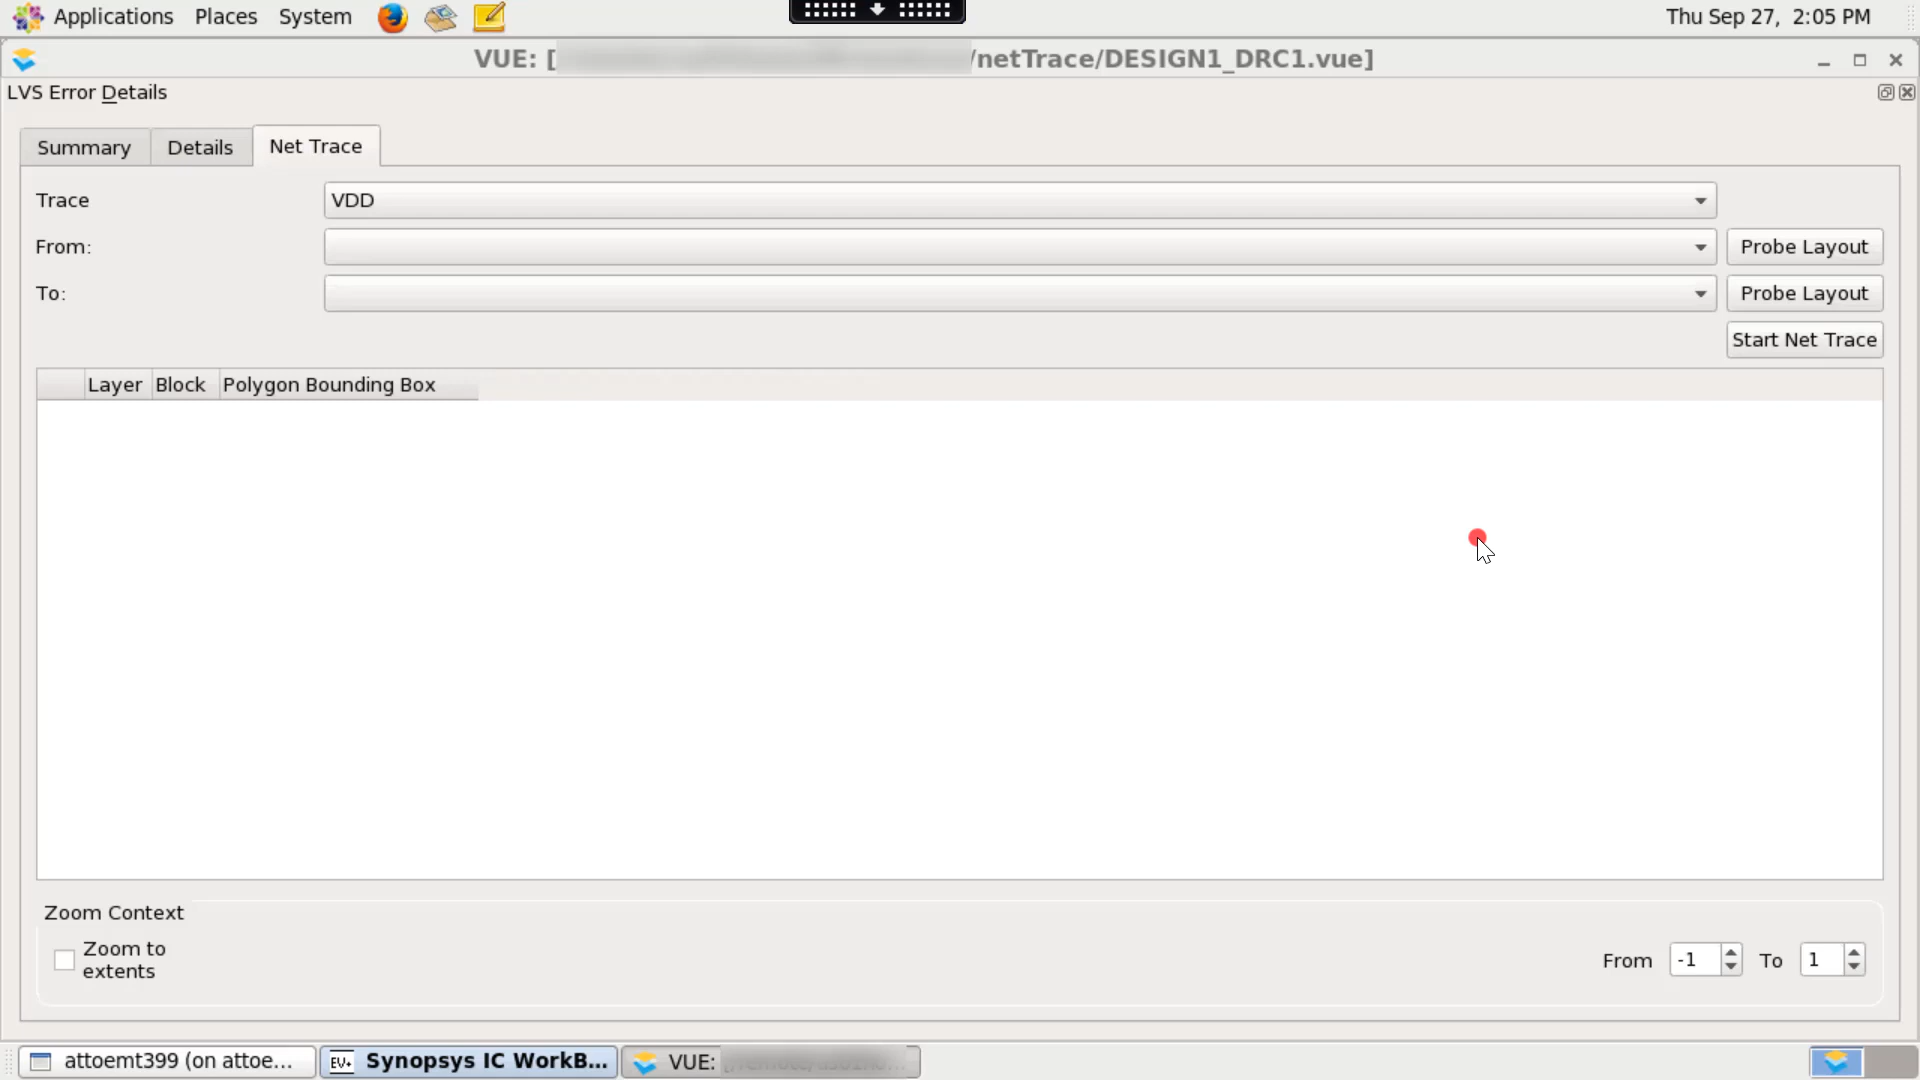 Applications Places System Thu Sep 27, 2:05 PM
VUE: [ /netTrace/DESIGN1_DRC1.vue]
LVS Error Details
Summary Details Net Trace
Trace VDD
From: Probe Layout
To: Probe Layout
Start Net Trace
Layer Block Polygon Bounding Box
Zoom Context
Zoom to
extents
From -1 To 1
attoemt399 (on attoe... EV+ Synopsys IC WorkB... VUE: